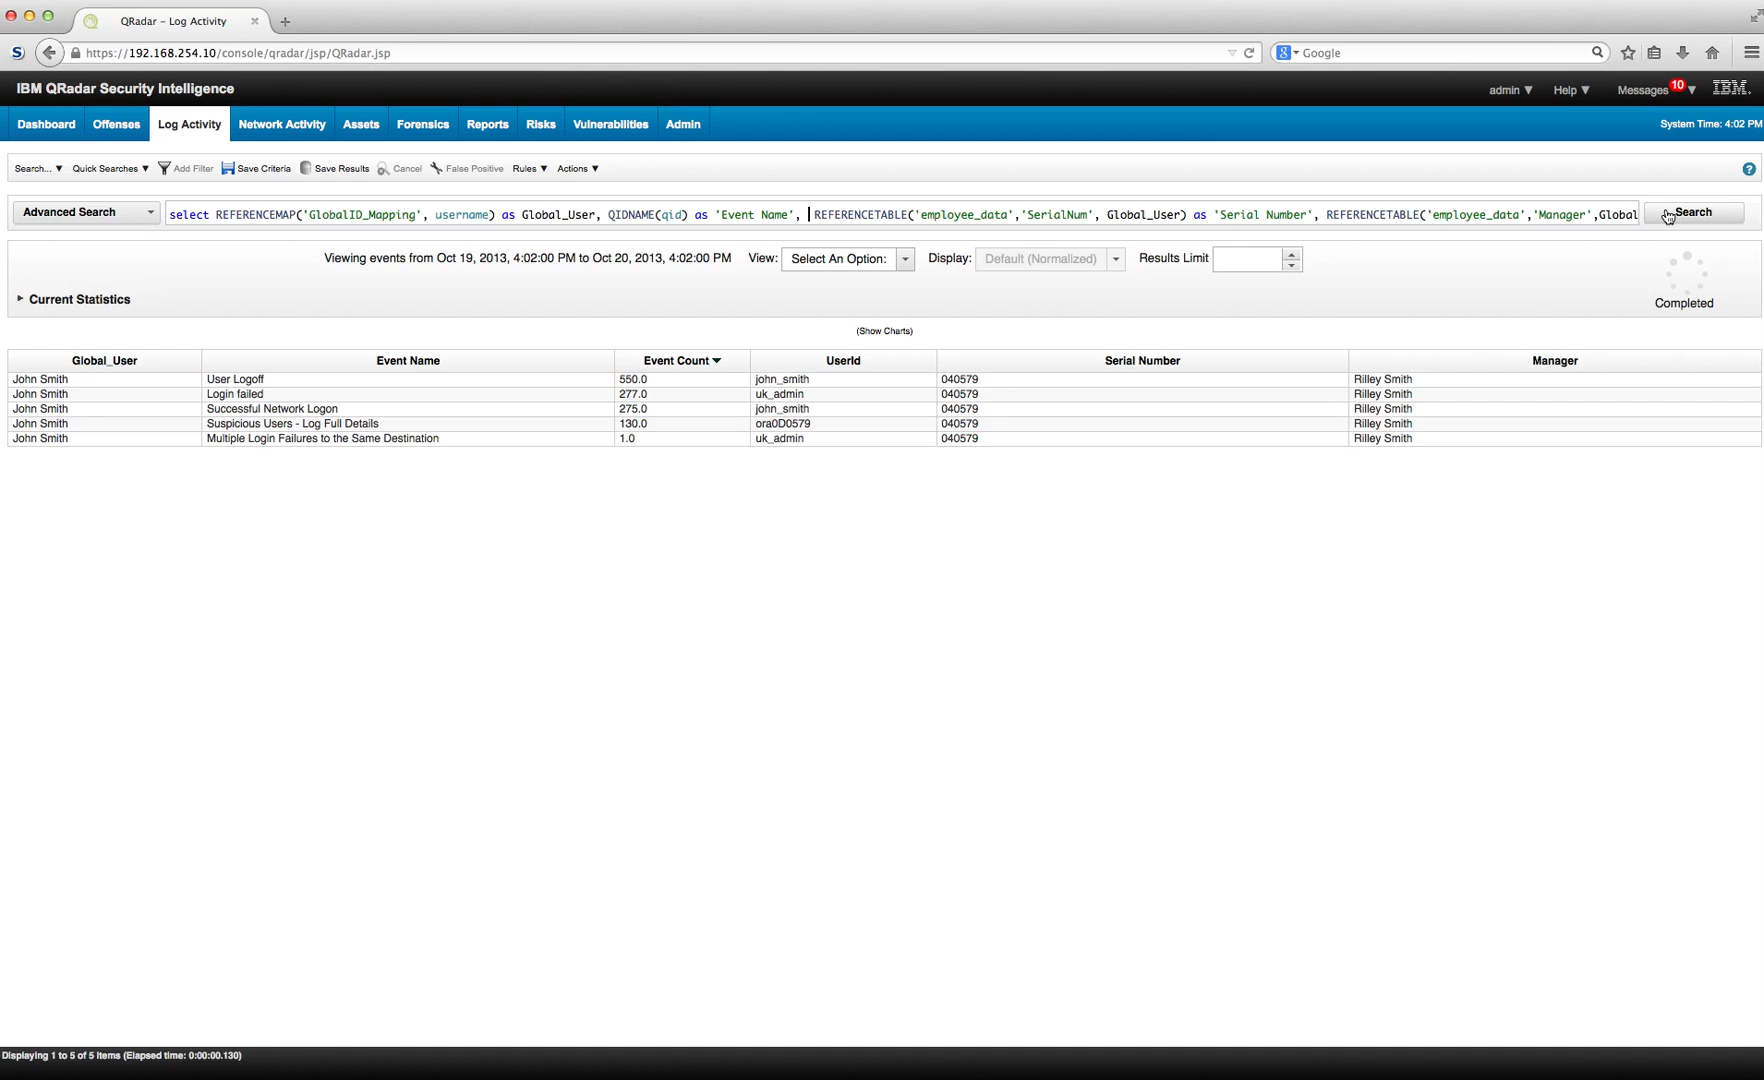 QRadar - Log Activity
https://192.168.254.10/console/qradar/jsp/QRadar.jsp
Google
IBM QRadar Security Intelligence
admin ▼ Help ▼ Messages 10 ▼ IBM.
Dashboard Offenses Log Activity Network Activity Assets Forensics Reports Risks Vulnerabilities Admin System Time: 4:02 PM
Search... ▼ Quick Searches ▼ Add Filter Save Criteria Save Results Cancel False Positive Rules ▼ Actions ▼
Advanced Search select REFERENCEMAP('GlobalID_Mapping', username) as Global_User, QIDNAME(qid) as 'Event Name', REFERENCETABLE('employee_data','SerialNum', Global_User) as 'Serial Number', REFERENCETABLE('employee_data','Manager',Global Search
Viewing events from Oct 19, 2013, 4:02:00 PM to Oct 20, 2013, 4:02:00 PM View: Select An Option: Display: Default (Normalized) Results Limit
Current Statistics
Completed
(Show Charts)
Global_User Event Name Event Count UserId Serial Number Manager
John Smith User Logoff 550.0 john_smith 040579 Rilley Smith
John Smith Login failed 277.0 uk_admin 040579 Rilley Smith
John Smith Successful Network Logon 275.0 john_smith 040579 Rilley Smith
John Smith Suspicious Users - Log Full Details 130.0 ora0D0579 040579 Rilley Smith
John Smith Multiple Login Failures to the Same Destination 1.0 uk_admin 040579 Rilley Smith
Displaying 1 to 5 of 5 items (Elapsed time: 0:00:00.130)